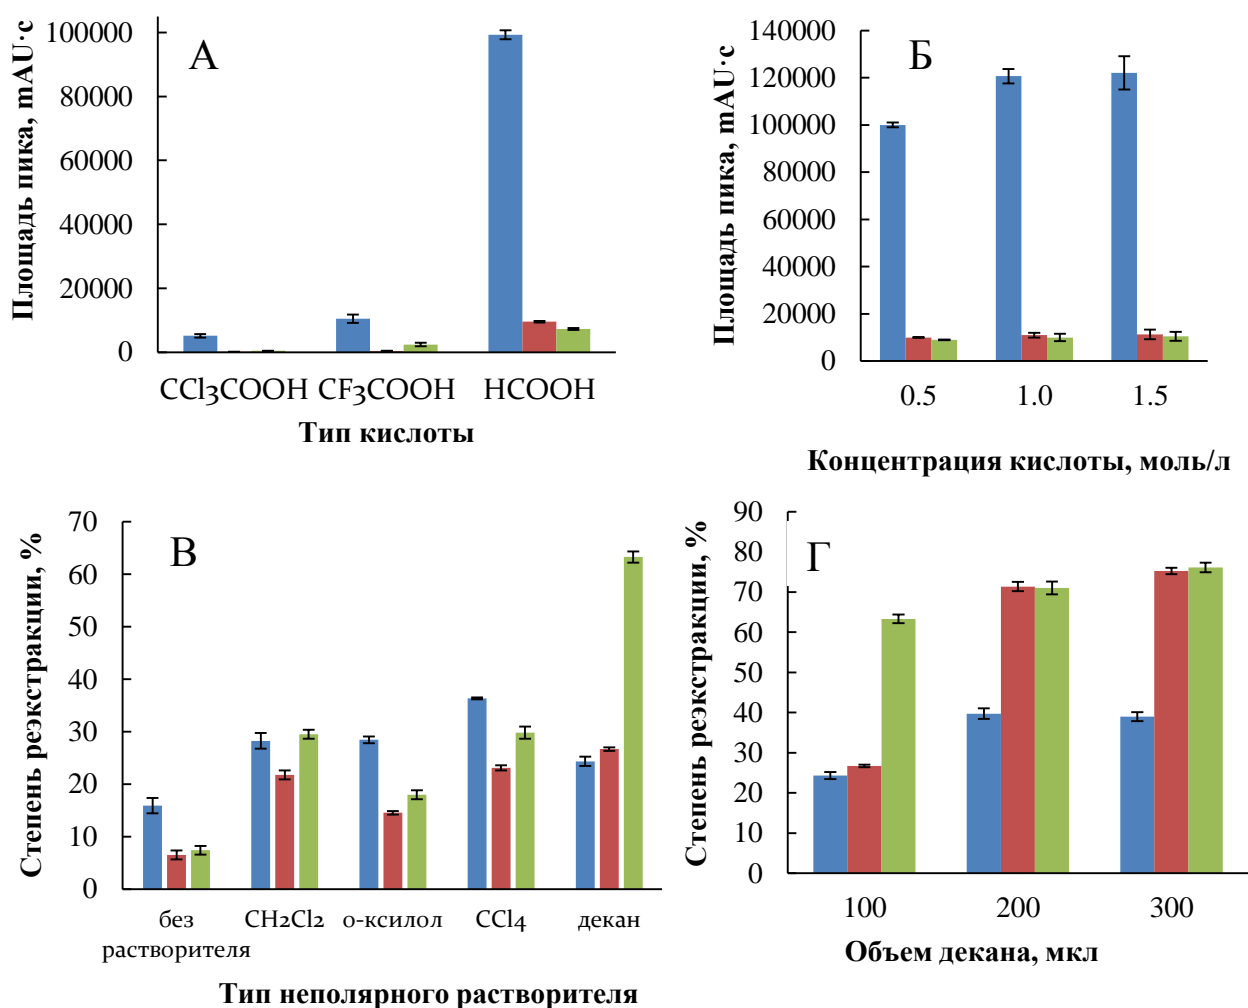 А
Площадь пика, mAU·с
100000
80000
60000
40000
20000
0
CCl3COOH
CF3COOH
HCOOH
Тип кислоты
Б
Площадь пика, mAU·с
140000
120000
100000
80000
60000
40000
20000
0
0.5
1.0
1.5
Концентрация кислоты, моль/л
В
Степень реэкстракции, %
70
60
50
40
30
20
10
0
без
растворителя
CH2Cl2
о-ксилол
CCl4
декан
Тип неполярного растворителя
Г
Степень реэкстракции, %
90
80
70
60
50
40
30
20
10
0
100
200
300
Объем декана, мкл